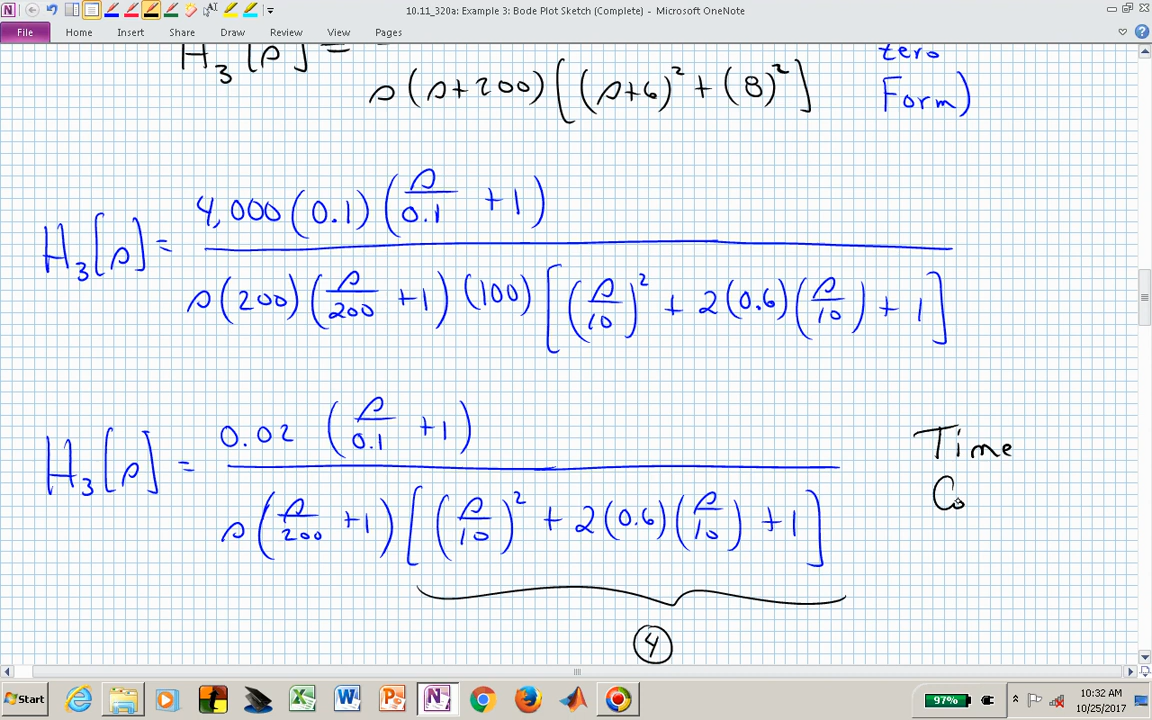 10.11_320a: Example 3: Bode Plot Sketch (Complete) - Microsoft OneNote
File Home Insert Share Draw Review View
H₃[s] =
s(s+200)[(s+6)² + (8)²]
zero
Form)
H₃[s] = 4,000(0.1)(s/0.1 + 1)
s(200)(s/200 + 1)(100)[(s/10)² + 2(0.6)(s/10) + 1]
H₃[s] = 0.02 (s/0.1 + 1)
s(s/200 + 1)[(s/10)² + 2(0.6)(s/10) + 1]
Time
Co
4
Start
97%
10:32 AM
10/25/2017